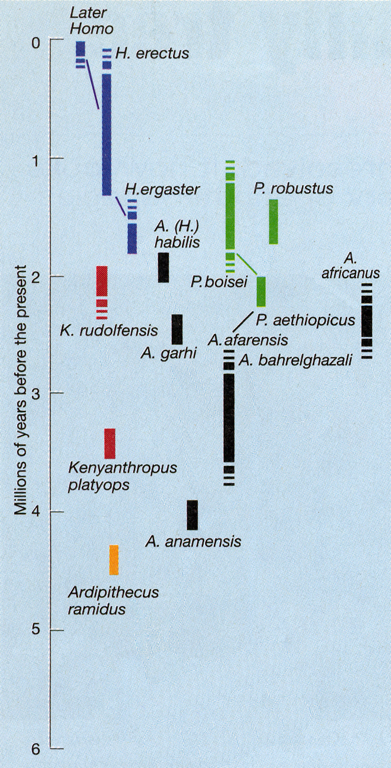 Later
Homo
0
H. erectus
1
H.ergaster
P. robustus
A. (H.)
habilis
A.
africanus
2
P. boisei
P. aethiopicus
K. rudolfensis
A. garhi
A. afarensis
A. bahrelghazali
3
Millions of years before the present
Kenyanthropus
platyops
4
A. anamensis
Ardipithecus
ramidus
5
6